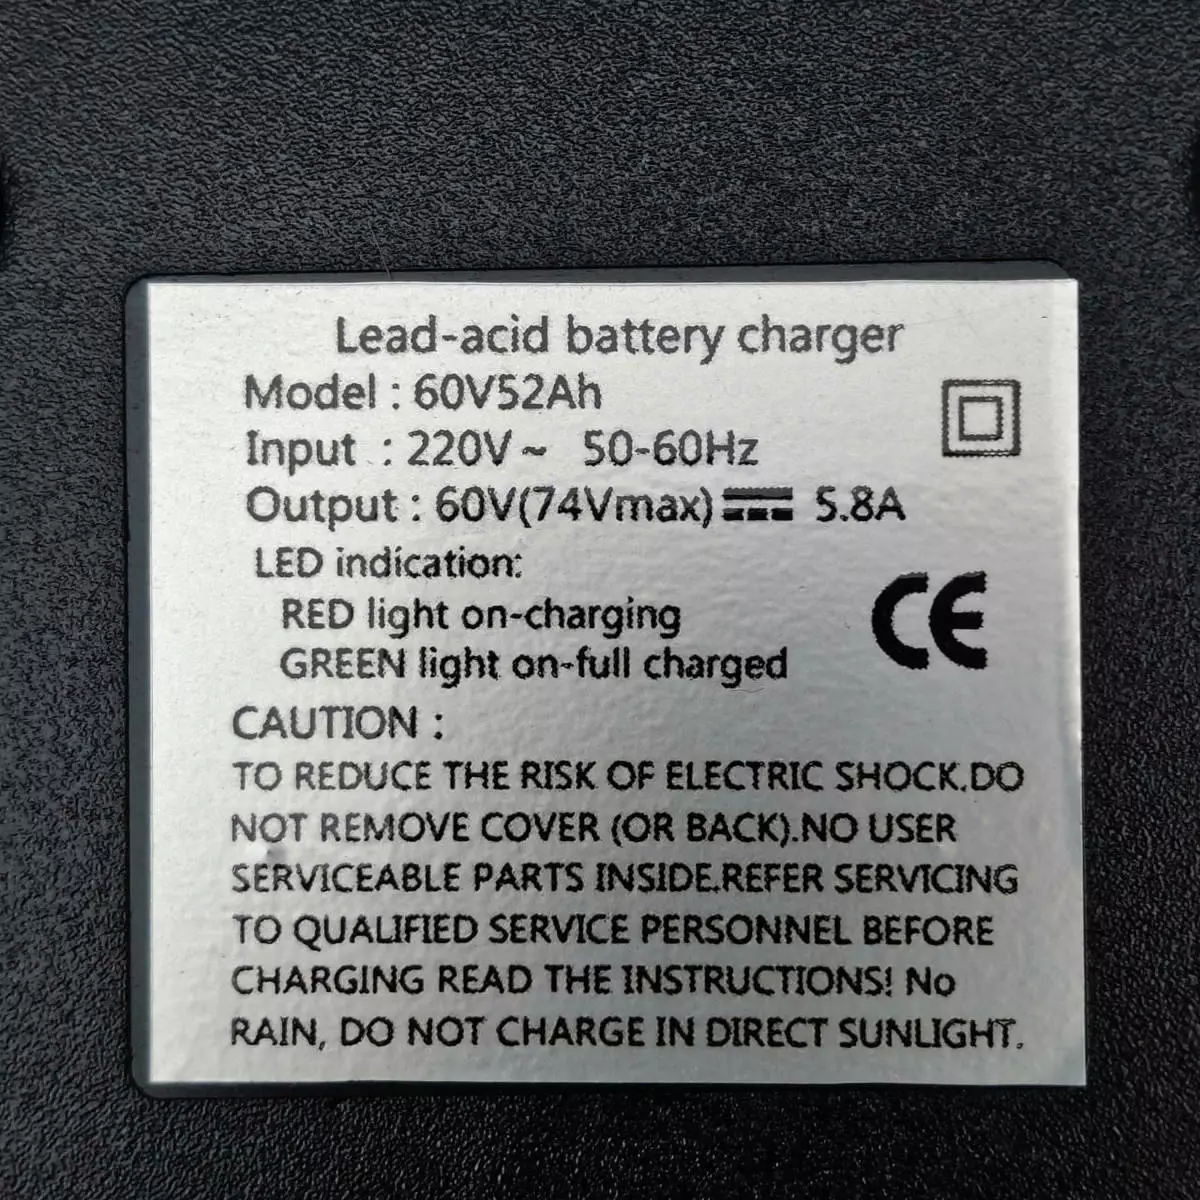 Lead-acid battery charger
Model : 60V52Ah
Input : 220V~ 50-60Hz
Output : 60V(74Vmax)⎓ 5.8A
LED indication:
RED light on-charging
GREEN light on-full charged
CE
CAUTION :
TO REDUCE THE RISK OF ELECTRIC SHOCK.DO
NOT REMOVE COVER (OR BACK).NO USER
SERVICEABLE PARTS INSIDE.REFER SERVICING
TO QUALIFIED SERVICE PERSONNEL BEFORE
CHARGING READ THE INSTRUCTIONS! No
RAIN, DO NOT CHARGE IN DIRECT SUNLIGHT.